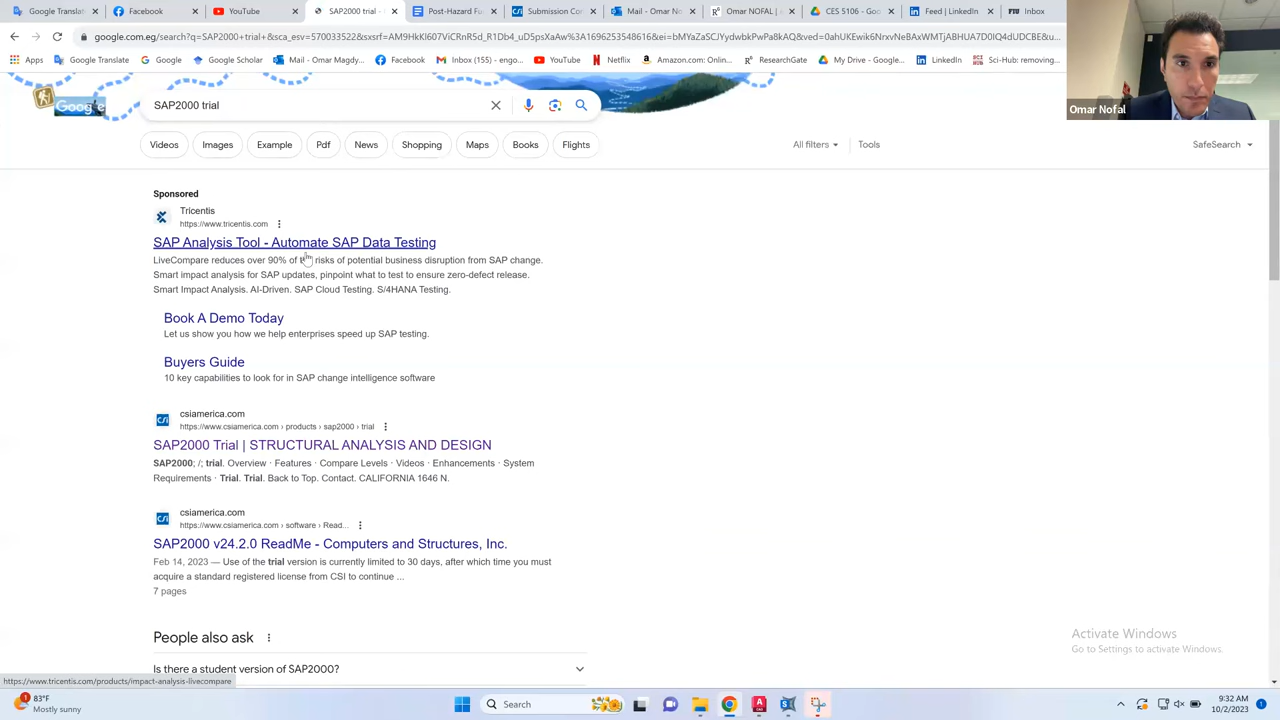 Google Translate
YouTube
SAP2000 trial -
Post-Hazard Fu
Submission Con
Mail - Omar No
Omar NOFAL |
CES 5106 - Goo
Feed | LinkedIn
Inbox
google.com.eg/search?q=SAP2000+trial+&sca_esv=570033522&sxsrf=AM9HkKl607ViCRnR5d_R1Db4_uD5psXaAw%3A1696253548616&ei=
Apps
Google Translate
Google
Google Scholar
Mail - Omar Magdy...
Facebook
Inbox (155) - engo...
YouTube
Netflix
Amazon.com: Onlin...
ResearchGate
My Drive - Google...
LinkedIn
Sci-Hub: removing...
Omar Nofal
Google
SAP2000 trial
Videos
Images
Example
Pdf
News
Shopping
Maps
Books
Flights
All filters
Tools
SafeSearch
Sponsored
Tricentis
https://www.tricentis.com
SAP Analysis Tool - Automate SAP Data Testing
LiveCompare reduces over 90% of risks of potential business disruption from SAP change.
Smart impact analysis for SAP updates, pinpoint what to test to ensure zero-defect release.
Smart Impact Analysis. AI-Driven. SAP Cloud Testing. S/4HANA Testing.
Book A Demo Today
Let us show you how we help enterprises speed up SAP testing.
Buyers Guide
10 key capabilities to look for in SAP change intelligence software
csiamerica.com
https://www.csiamerica.com › products › sap2000 › trial
SAP2000 Trial | STRUCTURAL ANALYSIS AND DESIGN
SAP2000; /; trial. Overview · Features · Compare Levels · Videos · Enhancements · System
Requirements · Trial. Trial. Back to Top. Contact. CALIFORNIA 1646 N.
csiamerica.com
https://www.csiamerica.com › software › Read...
SAP2000 v24.2.0 ReadMe - Computers and Structures, Inc.
Feb 14, 2023 — Use of the trial version is currently limited to 30 days, after which time you must
acquire a standard registered license from CSI to continue ...
7 pages
People also ask
Is there a student version of SAP2000?
Activate Windows
Go to Settings to activate Windows.
https://www.tricentis.com/products/impact-analysis-livecompare
83°F
Mostly sunny
Search
9:32 AM
10/2/2023